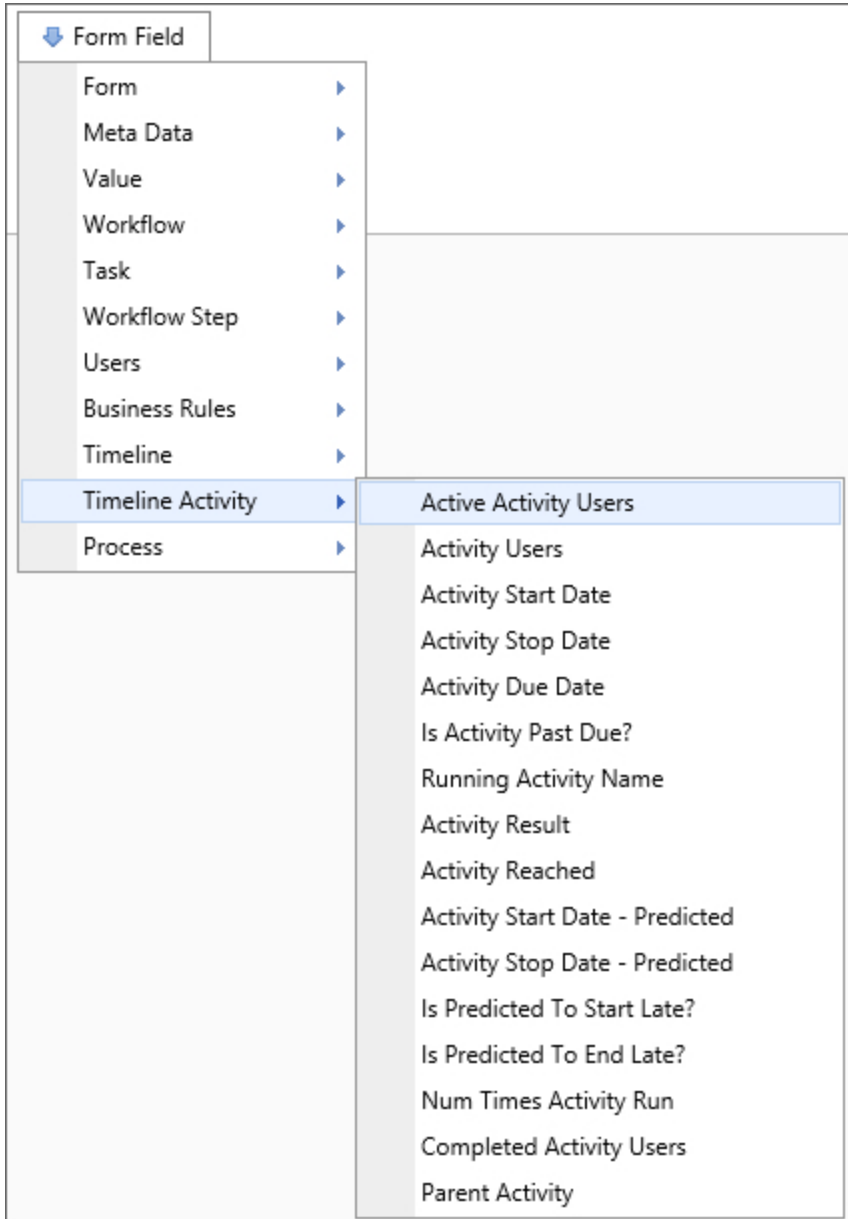 Form Field
Form
Meta Data
Value
Workflow
Task
Workflow Step
Users
Business Rules
Timeline
Timeline Activity
Process
Active Activity Users
Activity Users
Activity Start Date
Activity Stop Date
Activity Due Date
Is Activity Past Due?
Running Activity Name
Activity Result
Activity Reached
Activity Start Date - Predicted
Activity Stop Date - Predicted
Is Predicted To Start Late?
Is Predicted To End Late?
Num Times Activity Run
Completed Activity Users
Parent Activity